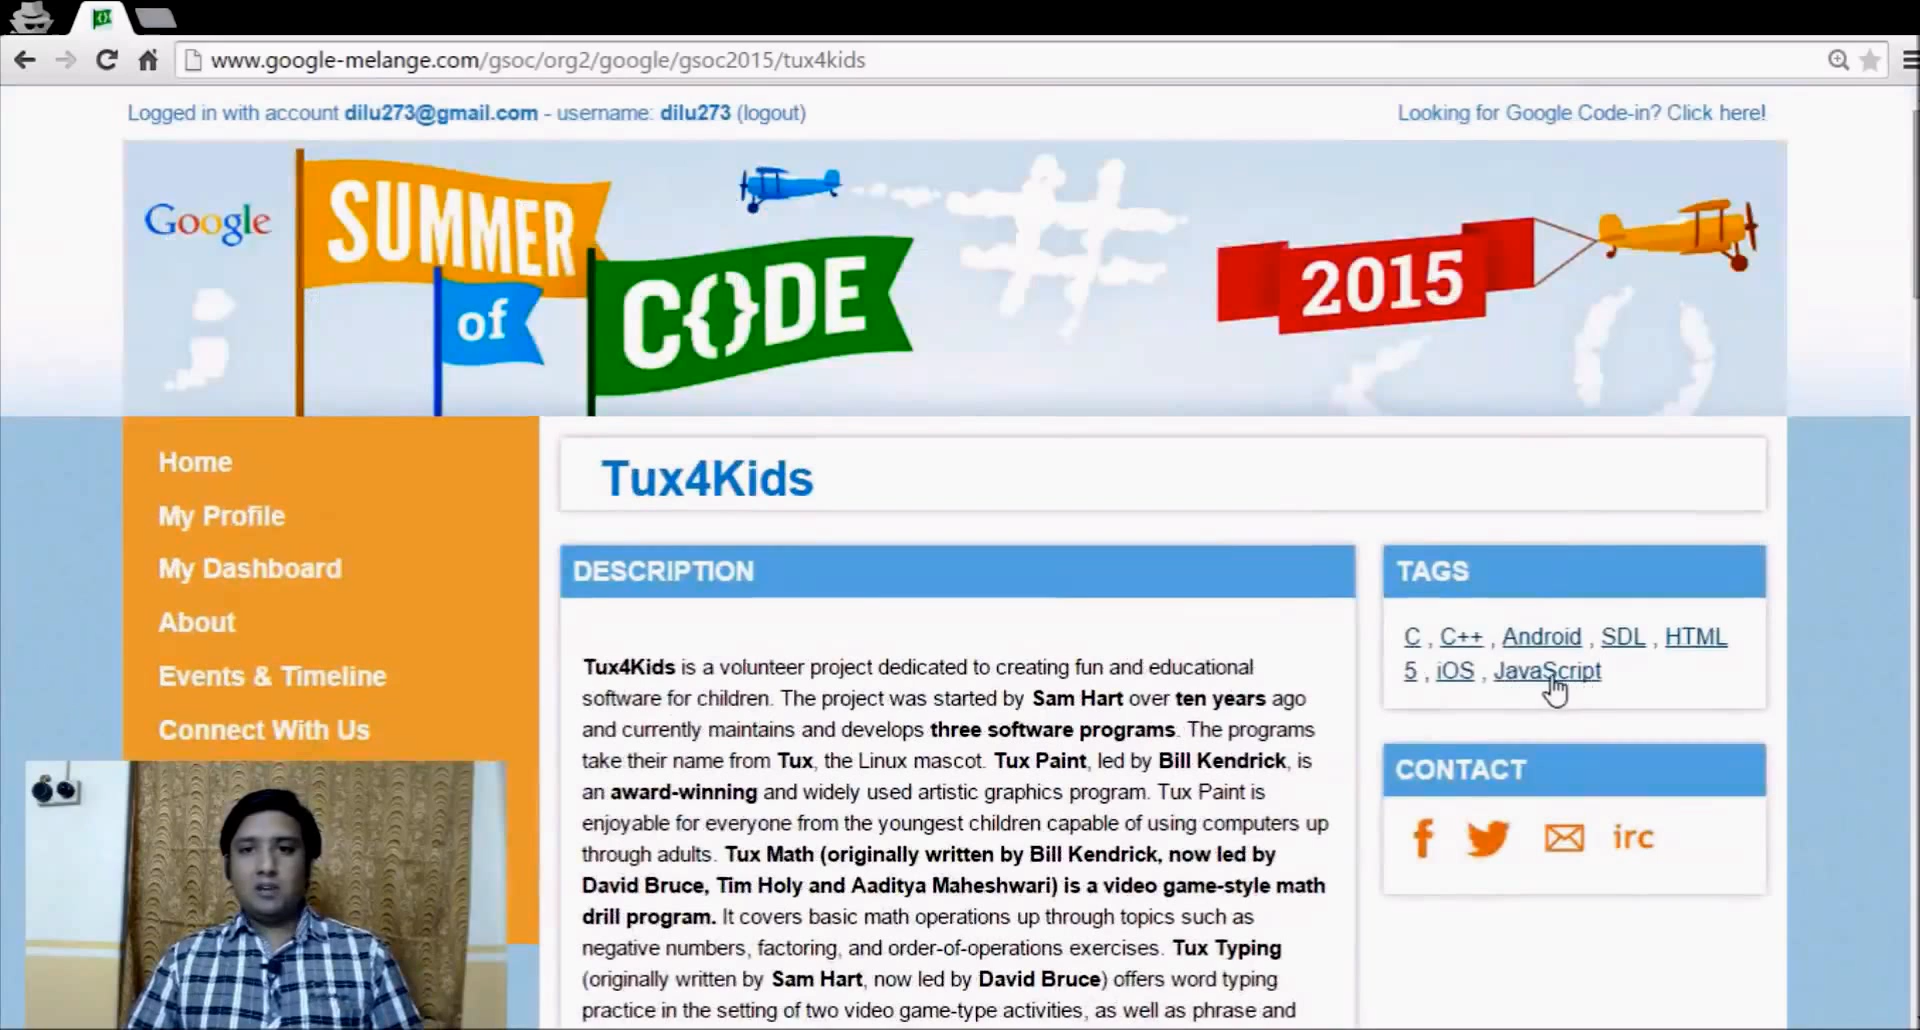 www.google-melange.com/gsoc/org2/google/gsoc2015/tux4kids
Logged in with account dilu273@gmail.com - username: dilu273 (logout)
Looking for Google Code-in? Click here!
Google
SUMMER
of
C{}DE
2015
Home
My Profile
My Dashboard
About
Events & Timeline
Connect With Us
Tux4Kids
DESCRIPTION
Tux4Kids is a volunteer project dedicated to creating fun and educational
software for children. The project was started by Sam Hart over ten years ago
and currently maintains and develops three software programs. The programs
take their name from Tux, the Linux mascot. Tux Paint, led by Bill Kendrick, is
an award-winning and widely used artistic graphics program. Tux Paint is
enjoyable for everyone from the youngest children capable of using computers up
through adults. Tux Math (originally written by Bill Kendrick, now led by
David Bruce, Tim Holy and Aaditya Maheshwari) is a video game-style math
drill program. It covers basic math operations up through topics such as
negative numbers, factoring, and order-of-operations exercises. Tux Typing
(originally written by Sam Hart, now led by David Bruce) offers word typing
practice in the setting of two video game-type activities, as well as phrase and
TAGS
C , C++ , Android , SDL , HTML
5 , iOS , JavaScript
CONTACT
irc